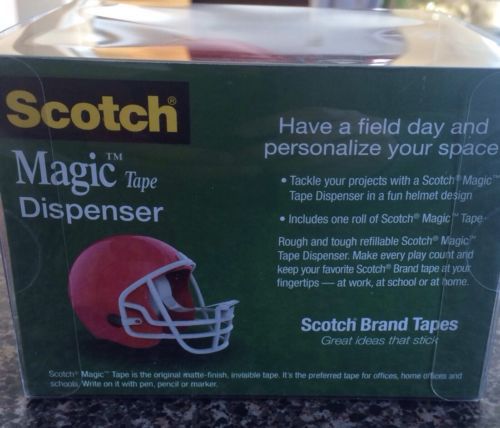 Scotch®
Magic™ Tape
Dispenser
Have a field day and
personalize your space
• Tackle your projects with a Scotch® Magic™
Tape Dispenser in a fun helmet design
• Includes one roll of Scotch® Magic™ Tape
Rough and tough refillable Scotch® Magic™
Tape Dispenser. Make every play count and
keep your favorite Scotch® Brand tape at your
fingertips — at work, at school or at home.
Scotch® Brand Tapes
Great ideas that stick
Scotch® Magic™ Tape is the original matte-finish, invisible tape. It's the preferred tape for offices, home offices and
schools. Write on it with pen, pencil or marker.